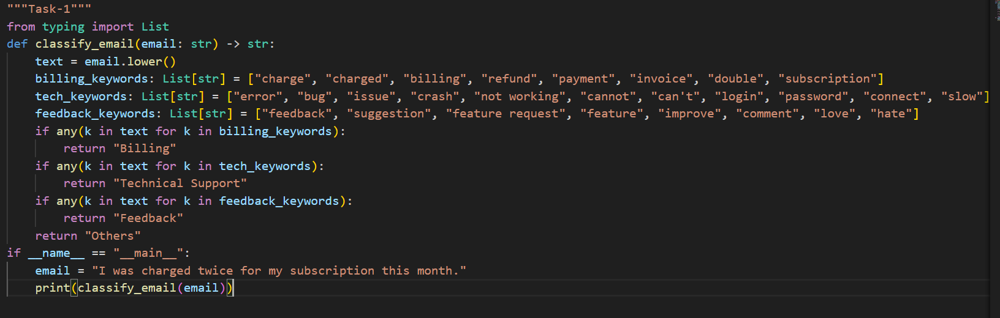 """Task-1"""
from typing import List
def classify_email(email: str) -> str:
    text = email.lower()
    billing_keywords: List[str] = ["charge", "charged", "billing", "refund", "payment", "invoice", "double", "subscription"]
    tech_keywords: List[str] = ["error", "bug", "issue", "crash", "not working", "cannot", "can't", "login", "password", "connect", "slow"]
    feedback_keywords: List[str] = ["feedback", "suggestion", "feature request", "feature", "improve", "comment", "love", "hate"]
    if any(k in text for k in billing_keywords):
        return "Billing"
    if any(k in text for k in tech_keywords):
        return "Technical Support"
    if any(k in text for k in feedback_keywords):
        return "Feedback"
    return "Others"
if __name__ == "__main__":
    email = "I was charged twice for my subscription this month."
    print(classify_email(email))